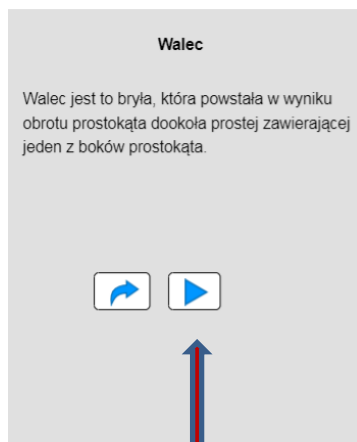 Walec
Walec jest to bryła, która powstała w wyniku
obrotu prostokąta dookoła prostej zawierającej
jeden z boków prostokąta.